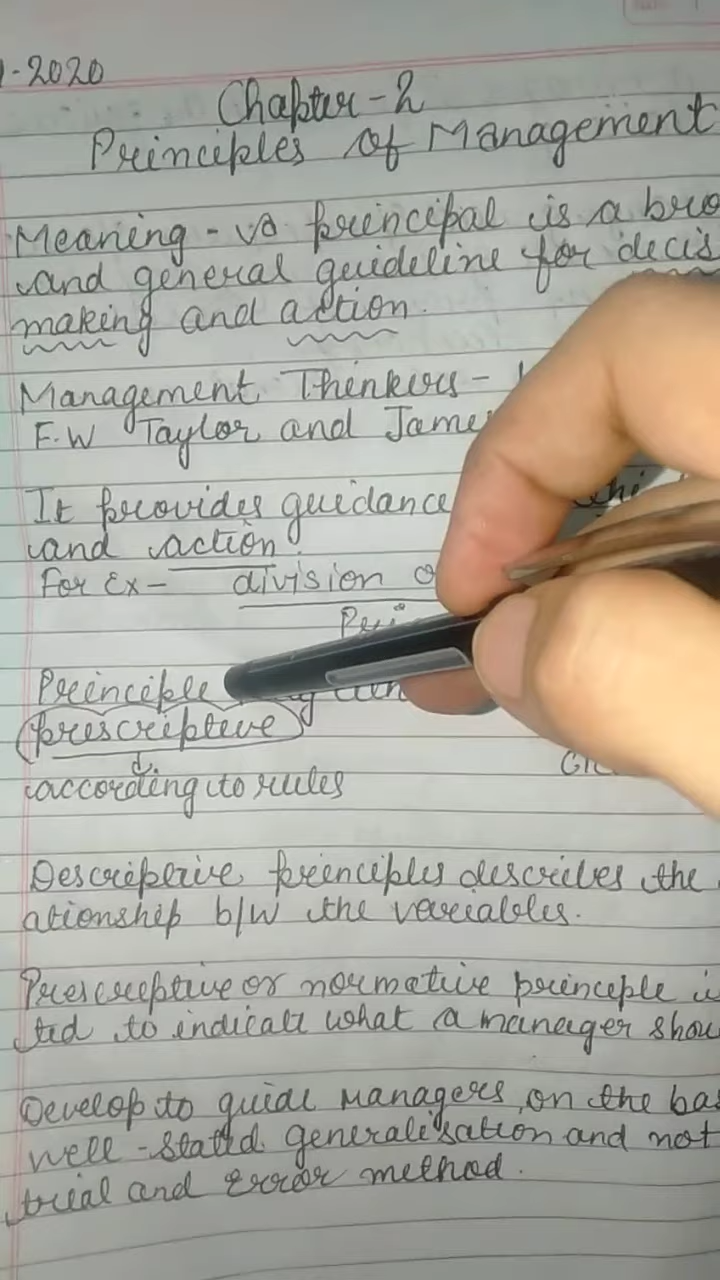 -2020
Chapter-2
Principles of Management
Meaning - A principal is a bro
and general guideline for decis
making and action.
Management Thinkers -
F.W Taylor and Jame
It provides guidance
and action.
For Ex - division o
Principle
prescriptive
according to rules
Descriptive principles describes the
ationship b/w the variables.
Prescreptive or normative principle i
ted to indicate what a manager shou
Develop to guide managers, on the bas
well-stated generalisation and not
trial and error method.